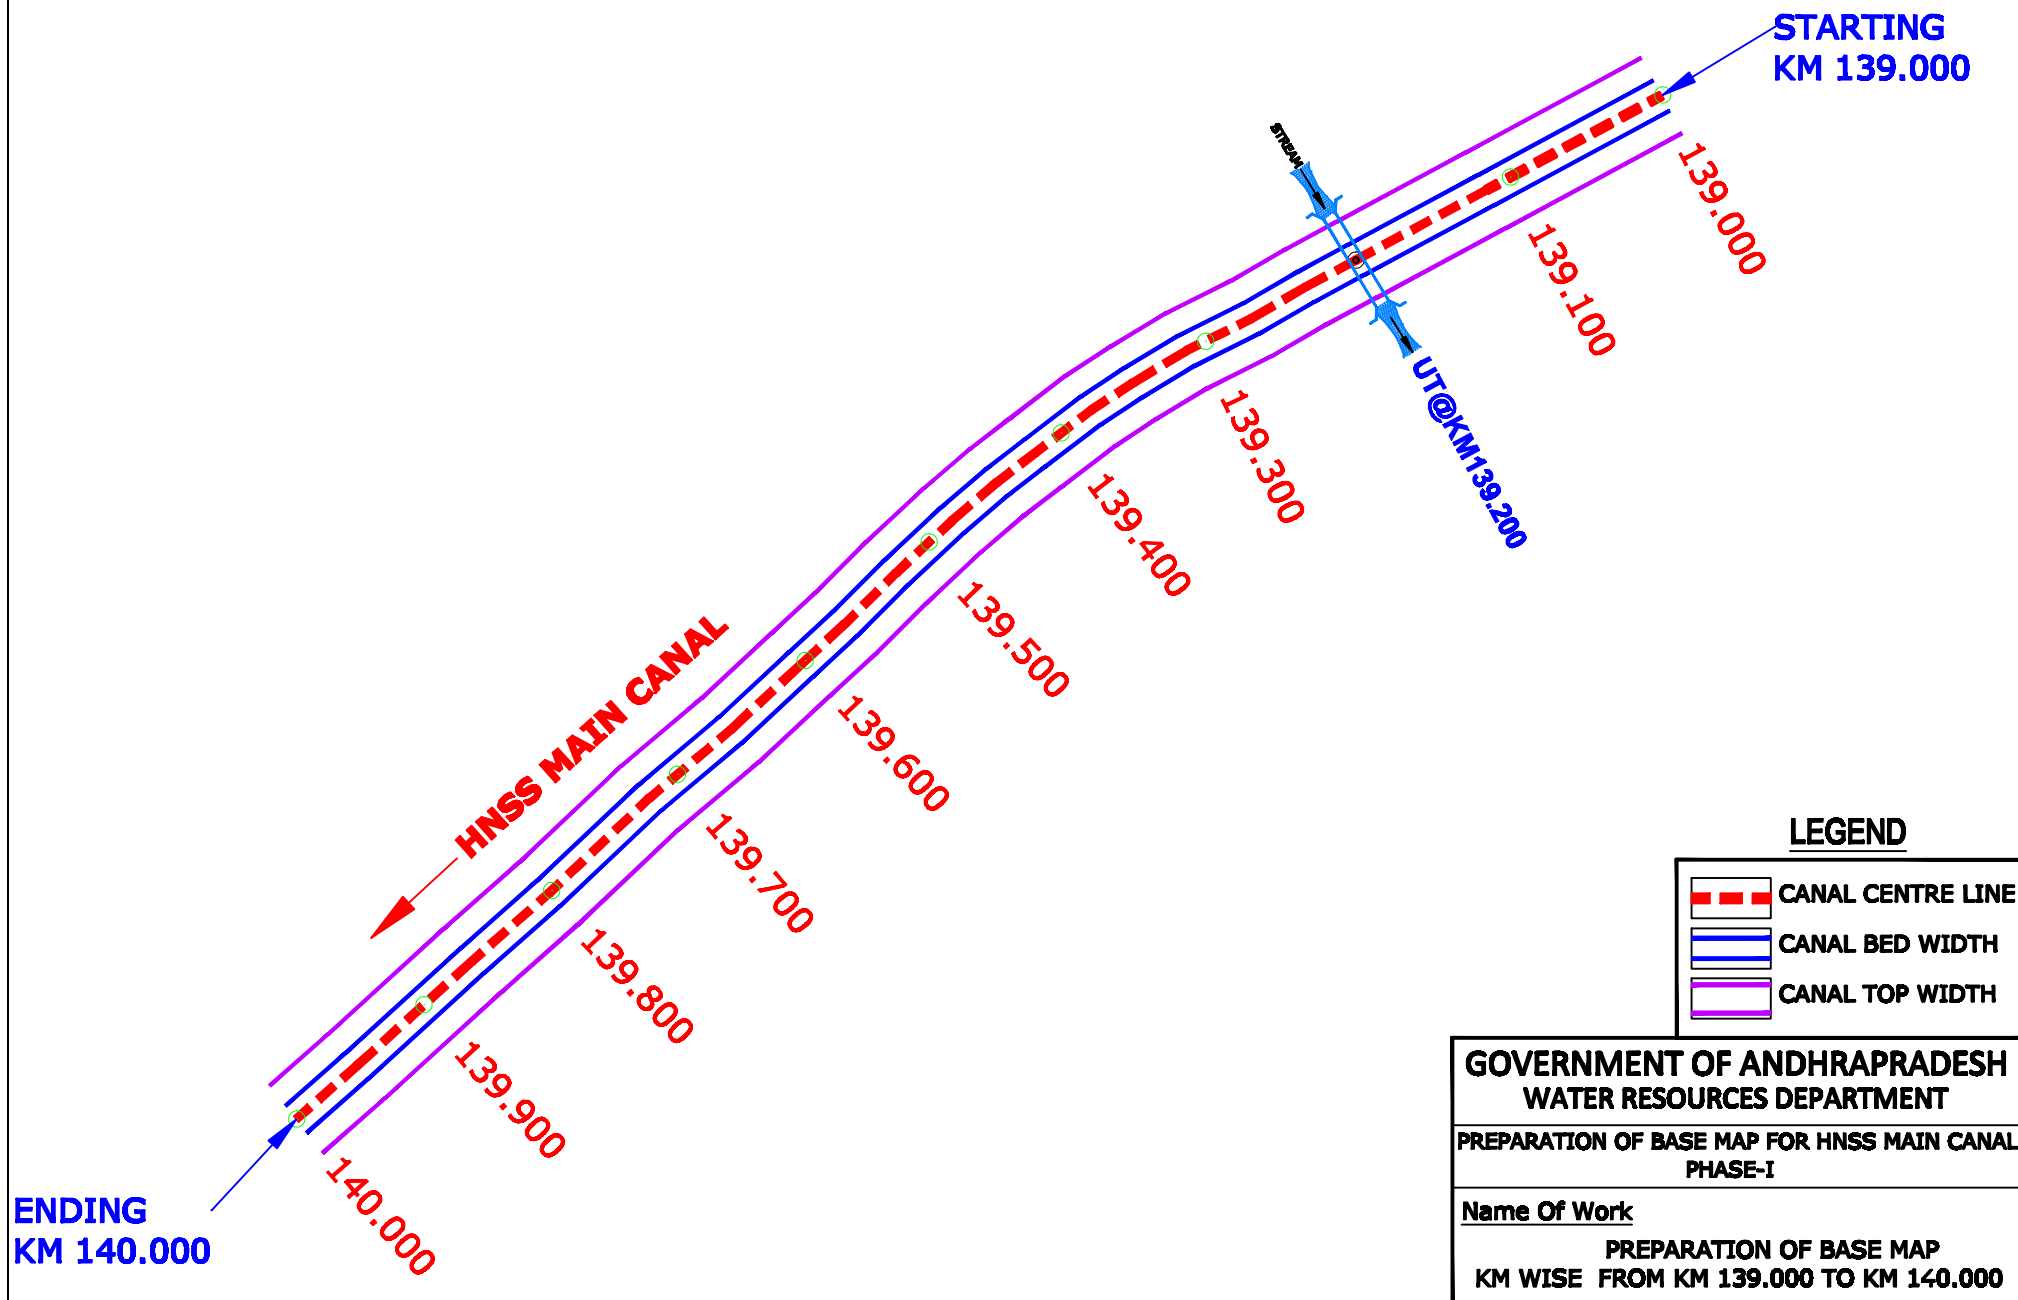 STARTING
KM 139.000
STREAM
139.000
139.100
UT@KM139.200
139.300
139.400
139.500
139.600
139.700
139.800
139.900
140.000
HNSS MAIN CANAL
ENDING
KM 140.000
LEGEND
CANAL CENTRE LINE
CANAL BED WIDTH
CANAL TOP WIDTH
GOVERNMENT OF ANDHRAPRADESH
WATER RESOURCES DEPARTMENT
PREPARATION OF BASE MAP FOR HNSS MAIN CANAL
PHASE-I
Name Of Work
PREPARATION OF BASE MAP
KM WISE FROM KM 139.000 TO KM 140.000